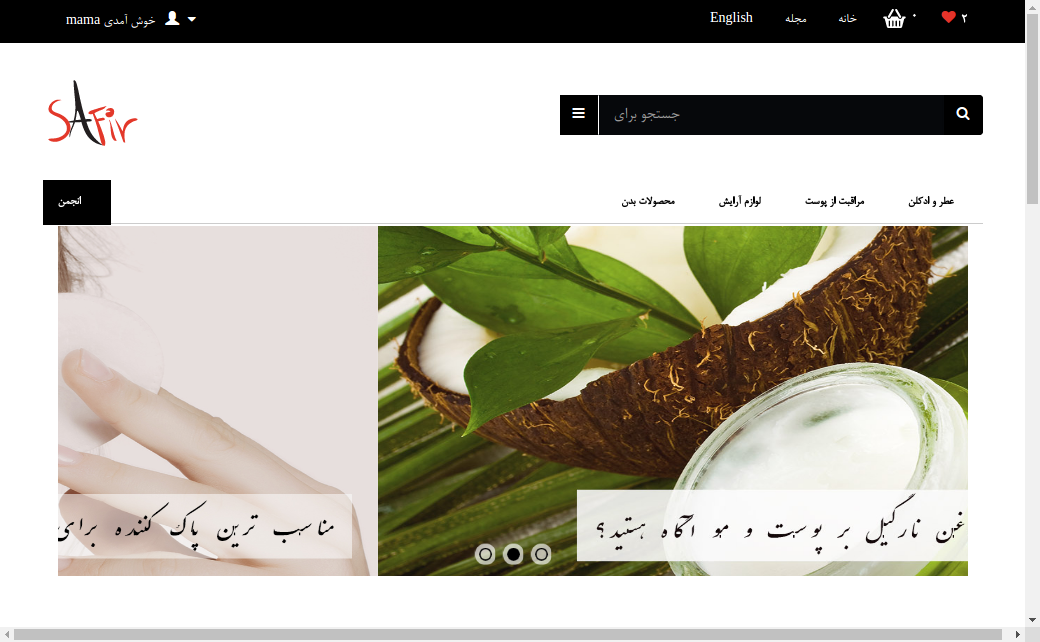 خوش آمدی mama
English
مجله
خانه
۰
۲
SAFir
جستجو برای
انجمن
محصولات بدن
لوازم آرایش
مراقبت از پوست
عطر و ادکلن
مناسب ترین پاک کننده برای
نارگیل بر پوست و مو آگاه هستید؟